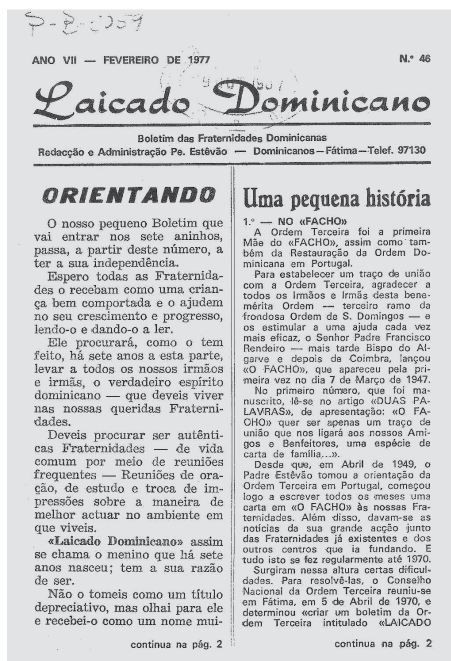 P-B-2009
ANO VII — FEVEREIRO DE 1977
N.º 46
Laicado Dominicano
Boletim das Fraternidades Dominicanas
Redacção e Administração Pe. Estêvão — Dominicanos–Fátima–Telef. 97130
ORIENTANDO
O nosso pequeno Boletim que
vai entrar nos sete aninhos,
passa, a partir deste número, a
ter a sua independência.
Espero todas as Fraternida-
des o recebam como uma crian-
ça bem comportada e o ajudem
no seu crescimento e progresso,
lendo-o e dando-o a ler.
Ele procurará, como o tem
feito, há sete anos a esta parte,
levar a todos os nossos irmãos
e irmãs, o verdadeiro espírito
dominicano — que deveis viver
nas nossas queridas Fraterni-
dades.
Deveis procurar ser autênti-
cas Fraternidades — de vida
comum por meio de reuniões
frequentes — Reuniões de ora-
ção, de estudo e troca de im-
pressões sobre a maneira de
melhor actuar no ambiente em
que viveis.
«Laicado Dominicano» assim
se chama o menino que há sete
anos nasceu; tem a sua razão
de ser.
Não o tomeis como um título
depreciativo, mas olhai para ele
e recebei-o como um nome mui-
continua na pág. 2
Uma pequena história
1.º — NO «FACHO»
A Ordem Terceira foi a primeira
Mãe do «FACHO», assim como tam-
bém da Restauração da Ordem Do-
minicana em Portugal.
Para estabelecer um traço de união
com a Ordem Terceira, agradecer a
todos os Irmãos e Irmãs desta bene-
mérita Ordem — terceiro ramo da
frondosa Ordem de S. Domingos — e
os estimular a uma ajuda cada vez
mais eficaz, o Senhor Padre Francisco
Rendeiro — mais tarde Bispo do Al-
garve e depois de Coimbra, lançou
«O FACHO», que apareceu pela pri-
meira vez no dia 7 de Março de 1947.
No primeiro número, que foi ma-
nuscrito, lê-se no artigo «DUAS PA-
LAVRAS», de apresentação: «O FA-
CHO» quer ser apenas um traço de
união que nos ligará aos nossos Ami-
gos e Benfeitores, uma espécie de
carta de família...».
Desde que, em Abril de 1949, o
Padre Estêvão tomou a orientação da
Ordem Terceira em Portugal, começou
logo a escrever todos os meses uma
carta em «O FACHO» às nossas Fra-
ternidades. Além disso, davam-se as
notícias da sua grande acção junto
das Fraternidades já existentes e dos
outros centros que ia fundando. E
tudo isto se fez regularmente até 1970.
Surgiram nessa altura certas dificul-
dades. Para resolvê-las, o Conselho
Nacional da Ordem Terceira reuniu-se
em Fátima, em 5 de Abril de 1970, e
determinou «criar um boletim da Or-
dem Terceira intitulado «LAICADO
continua na pág. 2